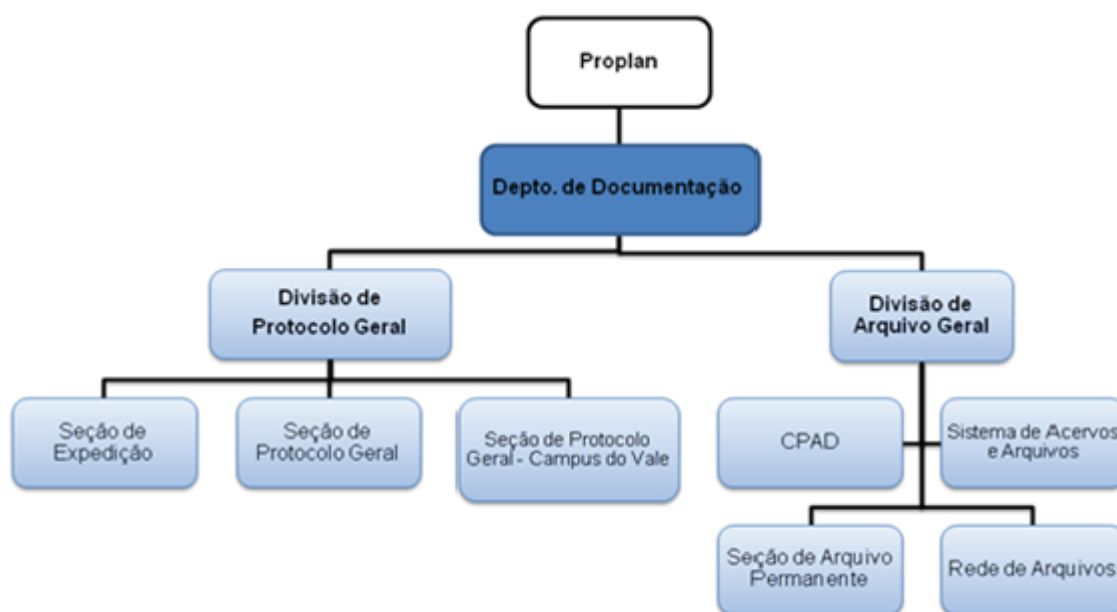 Proplan
Depto. de Documentação
Divisão de
Protocolo Geral
Divisão de
Arquivo Geral
Seção de
Expedição
Seção de
Protocolo Geral
Seção de Protocolo
Geral - Campus do Vale
CPAD
Sistema de Acervos
e Arquivos
Seção de Arquivo
Permanente
Rede de Arquivos